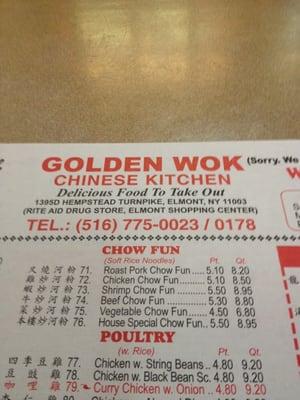 GOLDEN WOK (Sorry, We
CHINESE KITCHEN
Delicious Food To Take Out
1395D HEMPSTEAD TURNPIKE, ELMONT, NY 11003
(RITE AID DRUG STORE, ELMONT SHOPPING CENTER)
TEL.: (516) 775-0023 / 0178
CHOW FUN
(Soft Rice Noodles) Pt. Qt.
叉燒河粉 71. Roast Pork Chow Fun ..... 5.10 8.20
雞炒河粉 72. Chicken Chow Fun .......... 5.10 8.50
蝦炒河粉 73. Shrimp Chow Fun ........... 5.50 8.95
牛炒河粉 74. Beef Chow Fun ............... 5.30 8.80
菜炒河粉 75. Vegetable Chow Fun ........ 4.50 6.80
本樓炒河粉 76. House Special Chow Fun.. 5.50 8.95
POULTRY
(w. Rice) Pt. Qt.
四季豆雞 77. Chicken w. String Beans .. 4.80 9.20
豆豉雞 78. Chicken w. Black Bean Sc. 4.80 9.20
咖哩雞 79. Curry Chicken w. Onion .. 4.80 9.20